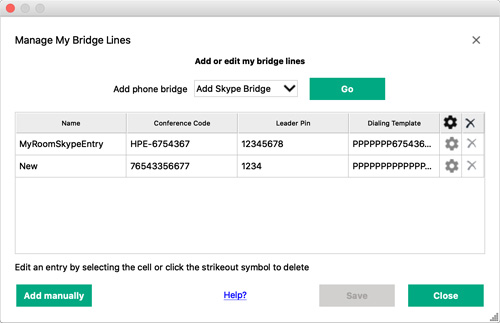 Manage My Bridge Lines
Add or edit my bridge lines
Add phone bridge Add Skype Bridge Go
Name Conference Code Leader Pin Dialing Template
MyRoomSkypeEntry HPE-6754367 12345678 PPPPPPP675436...
New 76543356677 1234 PPPPPPPPPPPPP...
Edit an entry by selecting the cell or click the strikeout symbol to delete
Add manually Help? Save Close